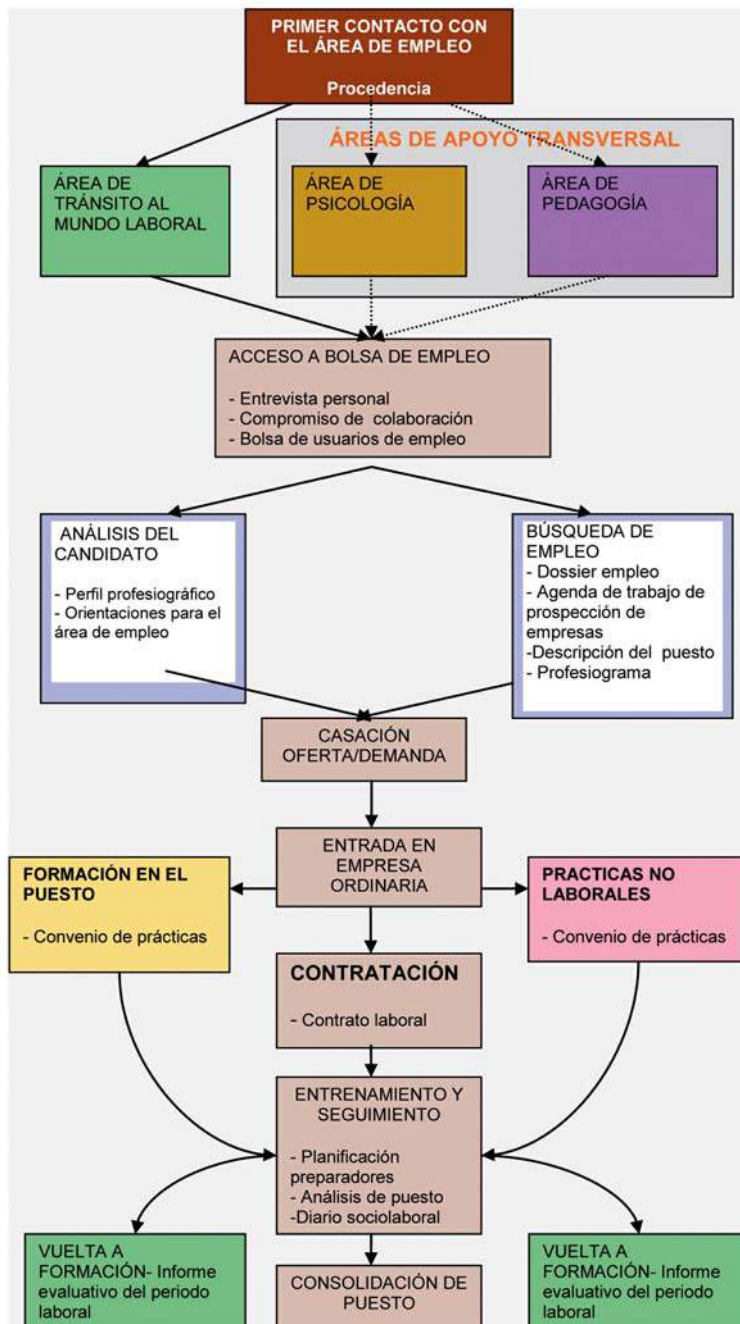 PRIMER CONTACTO CON
EL ÁREA DE EMPLEO
Procedencia
ÁREAS DE APOYO TRANSVERSAL
ÁREA DE
TRÁNSITO AL
MUNDO LABORAL
ÁREA DE
PSICOLOGÍA
ÁREA DE
PEDAGOGÍA
ACCESO A BOLSA DE EMPLEO
- Entrevista personal
- Compromiso de colaboración
- Bolsa de usuarios de empleo
ANÁLISIS DEL
CANDIDATO
- Perfil profesiográfico
- Orientaciones para el
área de empleo
BÚSQUEDA DE
EMPLEO
- Dossier empleo
- Agenda de trabajo de
prospección de
empresas
-Descripción del puesto
- Profesiograma
CASACIÓN
OFERTA/DEMANDA
ENTRADA EN
EMPRESA
ORDINARIA
FORMACIÓN EN EL
PUESTO
- Convenio de prácticas
PRACTICAS NO
LABORALES
- Convenio de prácticas
CONTRATACIÓN
- Contrato laboral
ENTRENAMIENTO Y
SEGUIMIENTO
- Planificación
preparadores
- Análisis de puesto
-Diario sociolaboral
VUELTA A
FORMACIÓN- Informe
evaluativo del periodo
laboral
CONSOLIDACIÓN DE
PUESTO
VUELTA A
FORMACIÓN- Informe
evaluativo del periodo
laboral